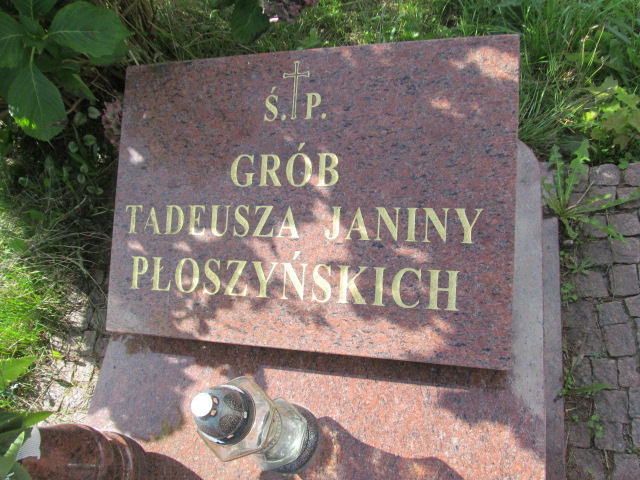 Ś. P.
GRÓB
TADEUSZA JANINY
PŁOSZYŃSKICH